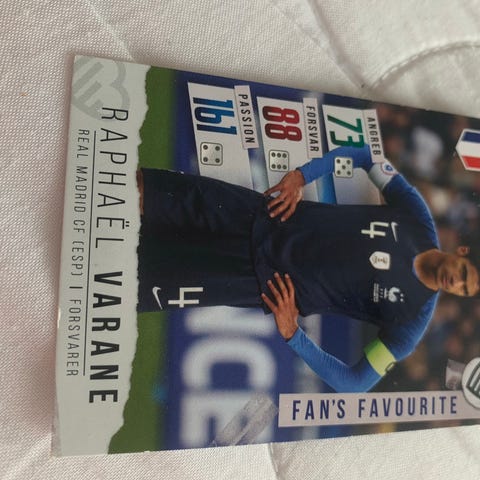 ANGREB
73
FORSVAR
88
PASSION
161
4
4
FAN'S FAVOURITE
RAPHAËL VARANE
REAL MADRID CF (ESP) | FORSVARER